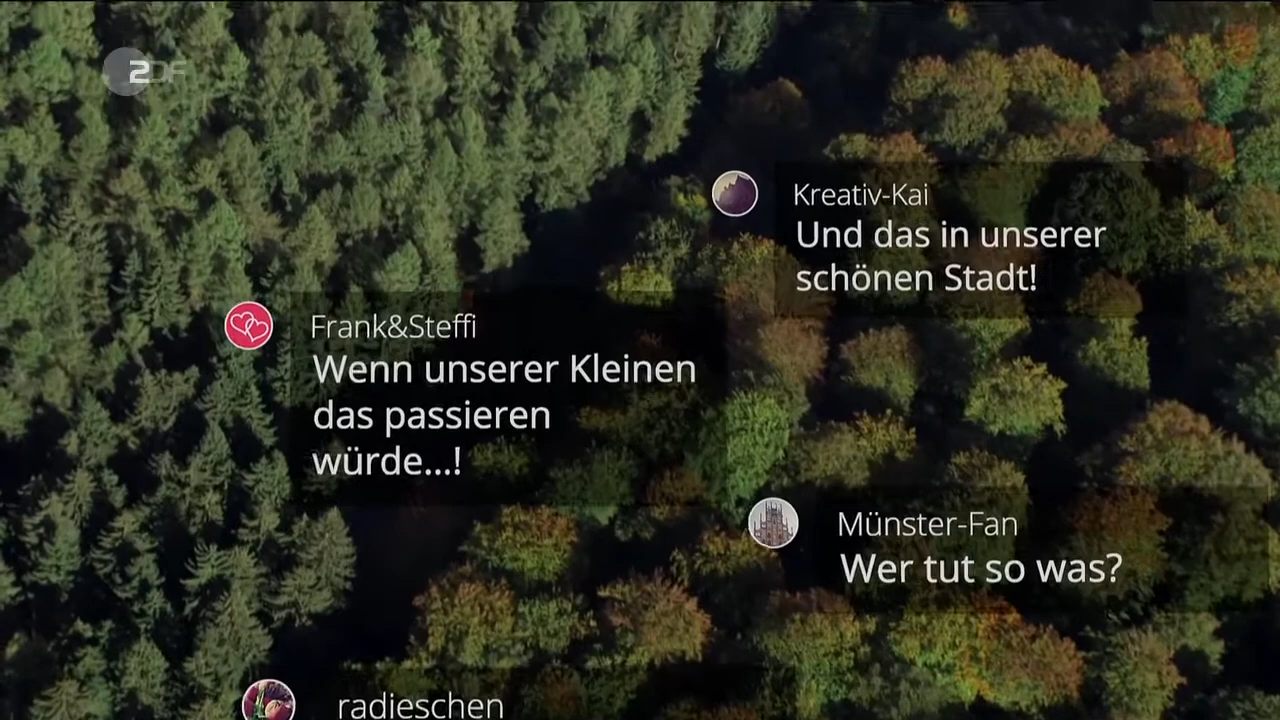 ZDF
Kreativ-Kai
Und das in unserer
schönen Stadt!
Frank&Steffi
Wenn unserer Kleinen
das passieren
würde...!
Münster-Fan
Wer tut so was?
radieschen